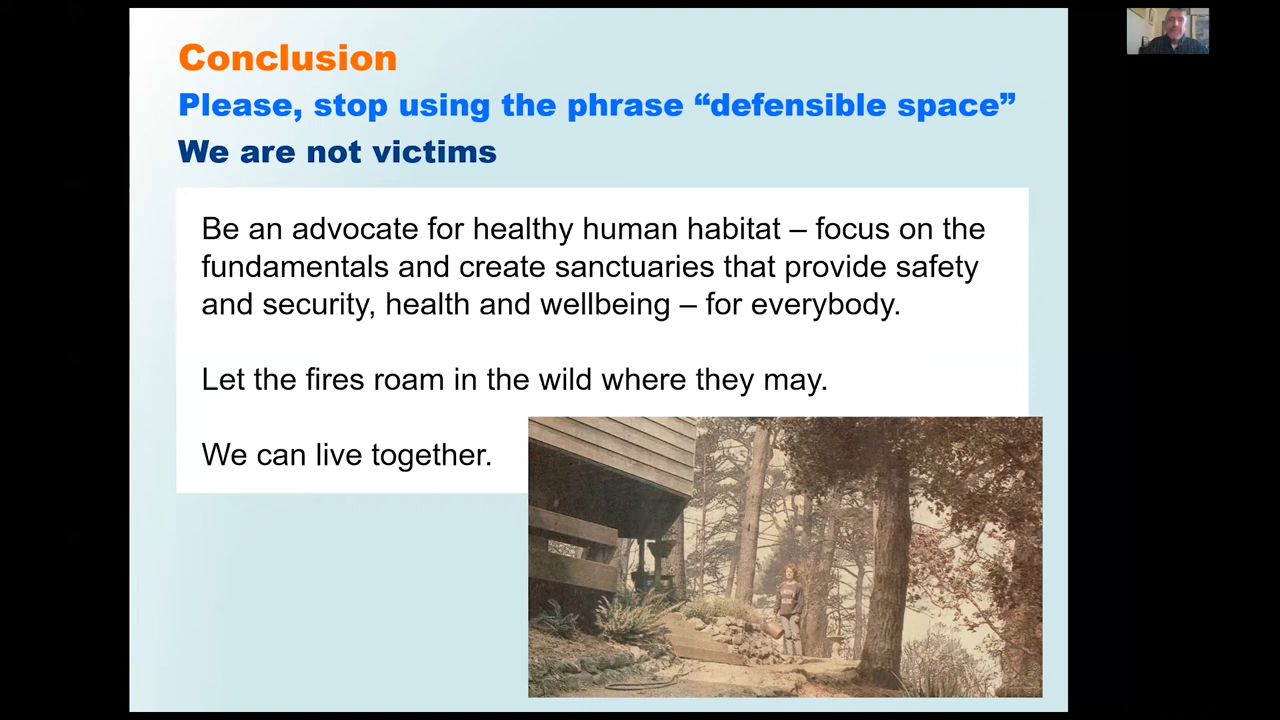 Conclusion
Please, stop using the phrase “defensible space”
We are not victims
Be an advocate for healthy human habitat – focus on the
fundamentals and create sanctuaries that provide safety
and security, health and wellbeing – for everybody.
Let the fires roam in the wild where they may.
We can live together.